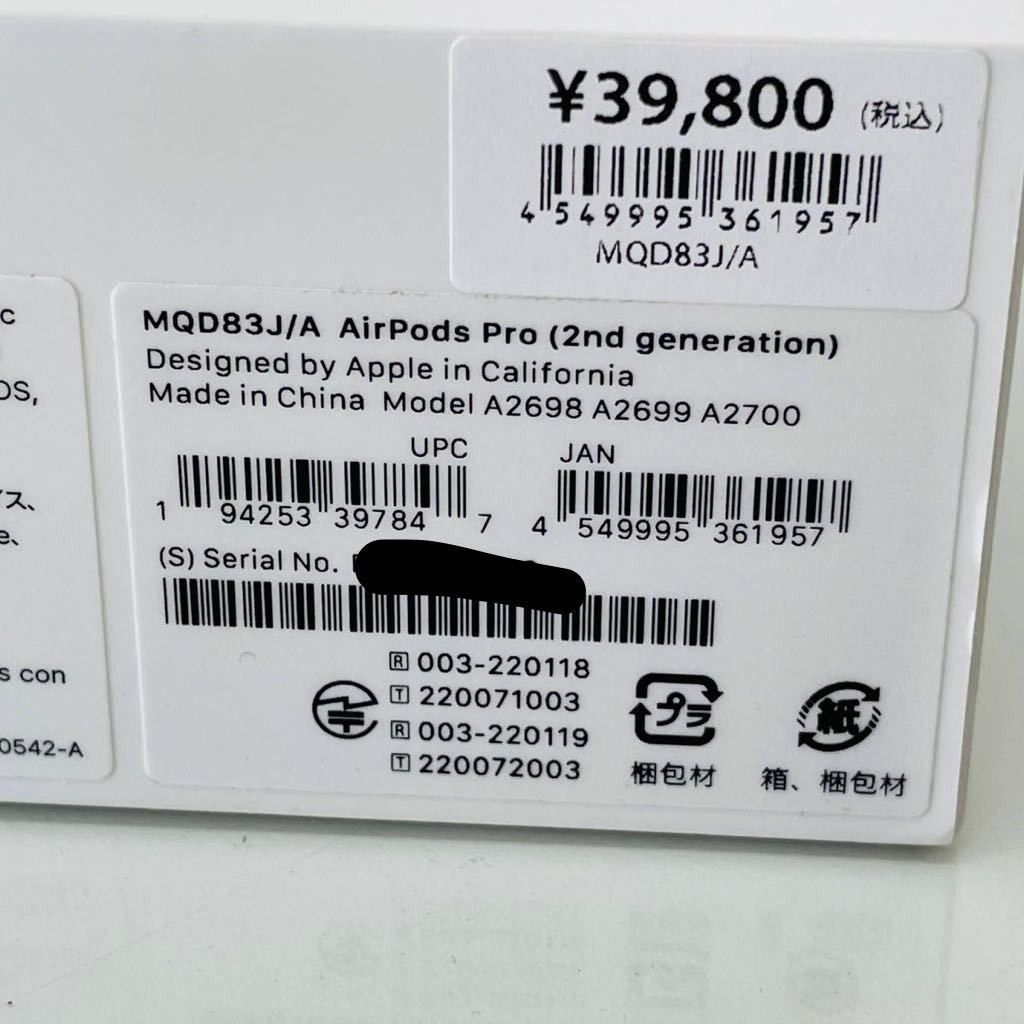 ¥39,800 (税込)
4 549995 361957
MQD83J/A
c
OS,
イス、
e、
s con
0542-A
MQD83J/A AirPods Pro (2nd generation)
Designed by Apple in California
Made in China Model A2698 A2699 A2700
UPC JAN
1 94253 39784 7 4 549995 361957
(S) Serial No.
R 003-220118
T 220071003
R 003-220119
T 220072003
プラ 紙
梱包材 箱、梱包材